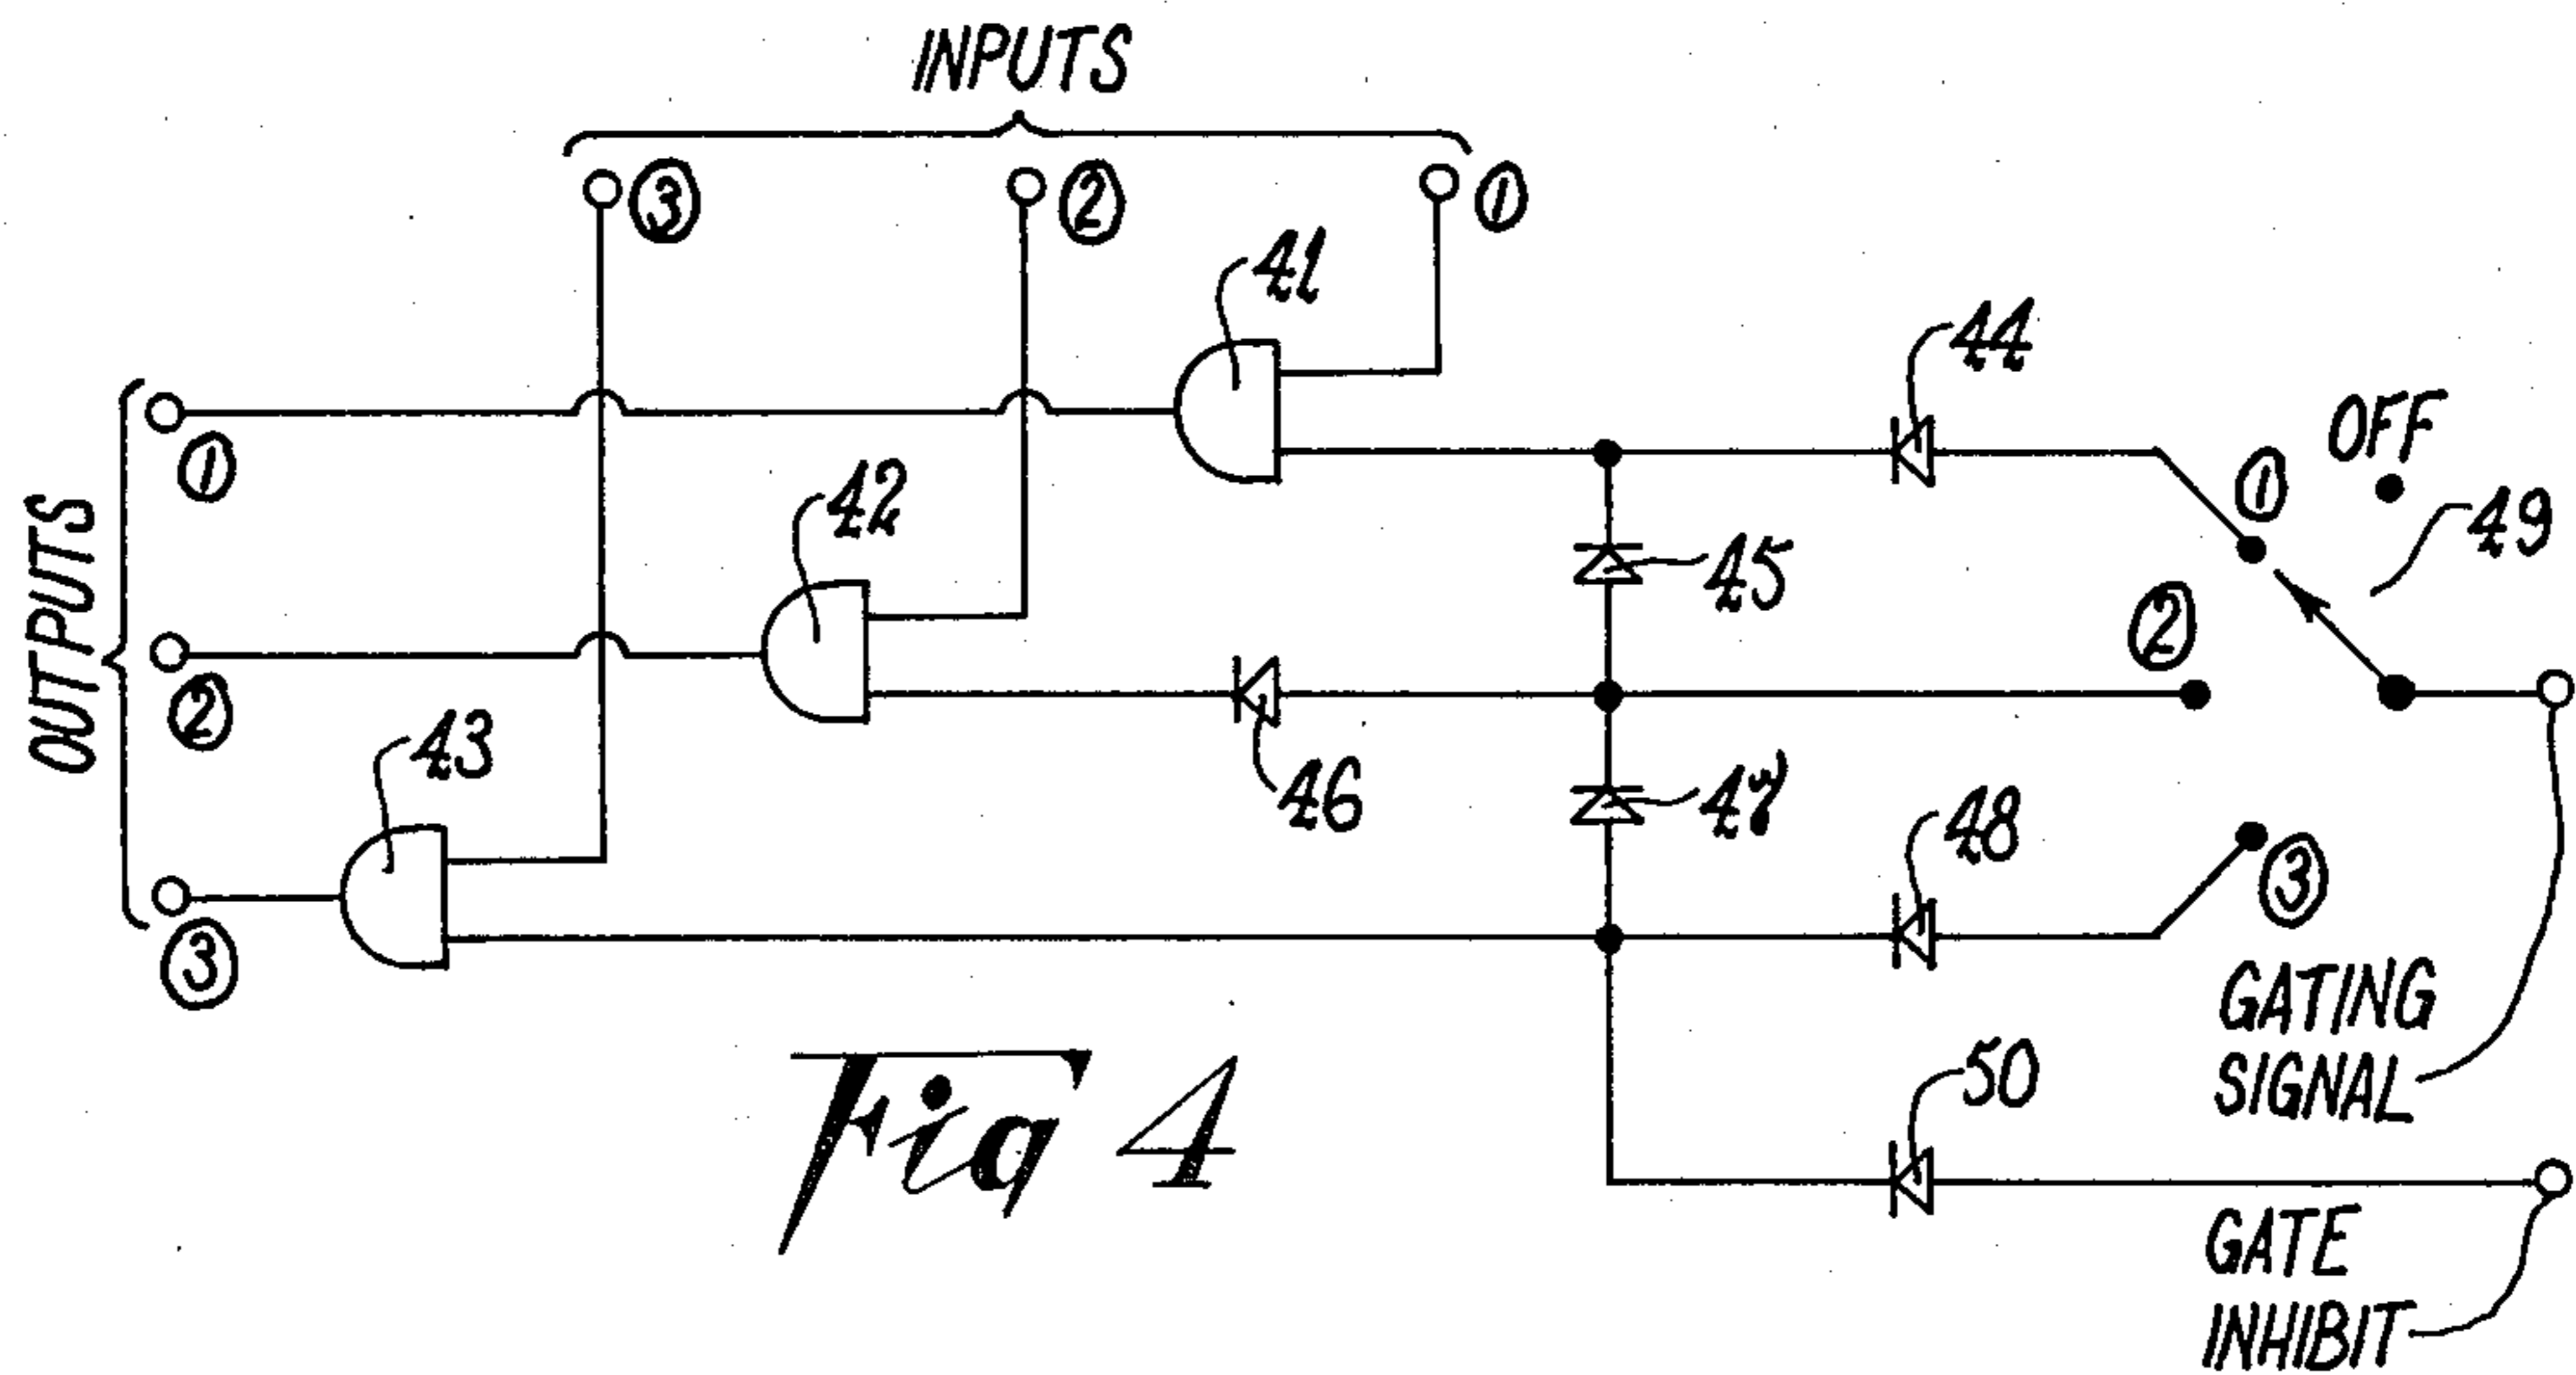 INPUTS
③ ② ①
41
44
OFF
①
49
①
42
45
②
OUTPUTS
②
43
46
47
48
③
③
GATING
SIGNAL
50
Fig 4
GATE
INHIBIT